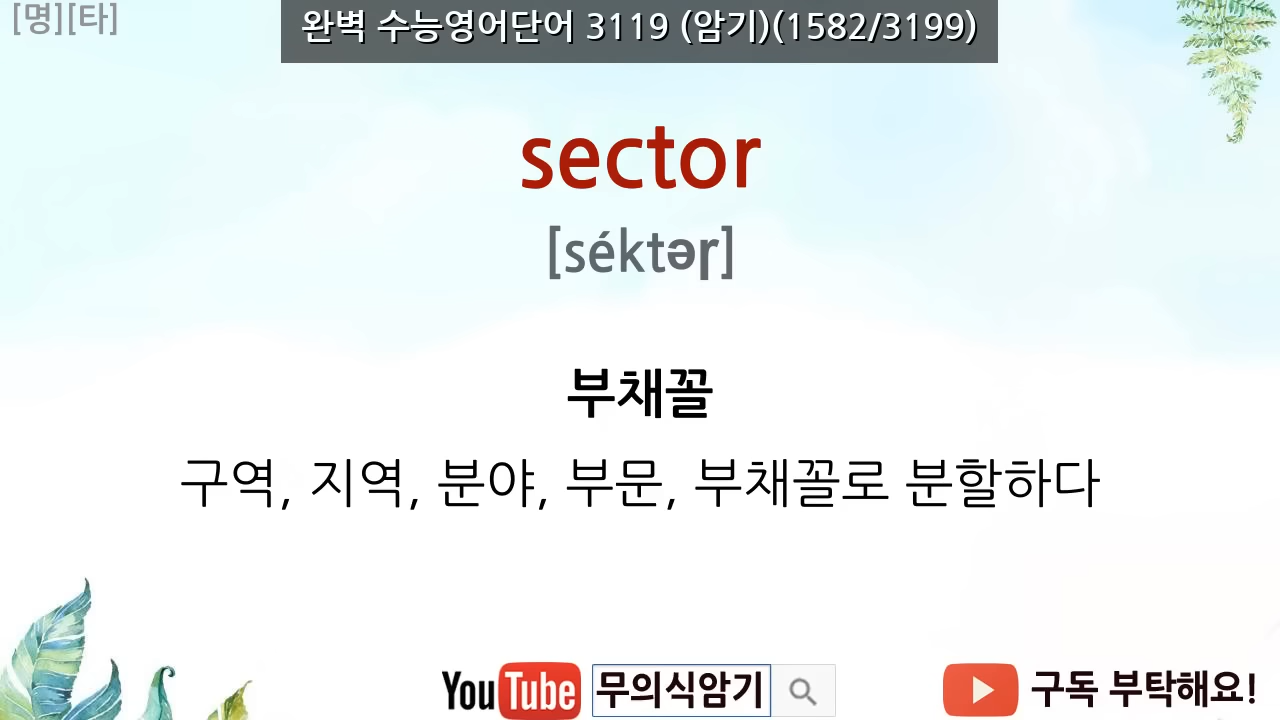 [명][타]
완벽 수능영어단어 3119 (암기)(1582/3199)
sector
[séktəɼ]
부채꼴
구역, 지역, 분야, 부문, 부채꼴로 분할하다
YouTube 무의식암기
구독 부탁해요!